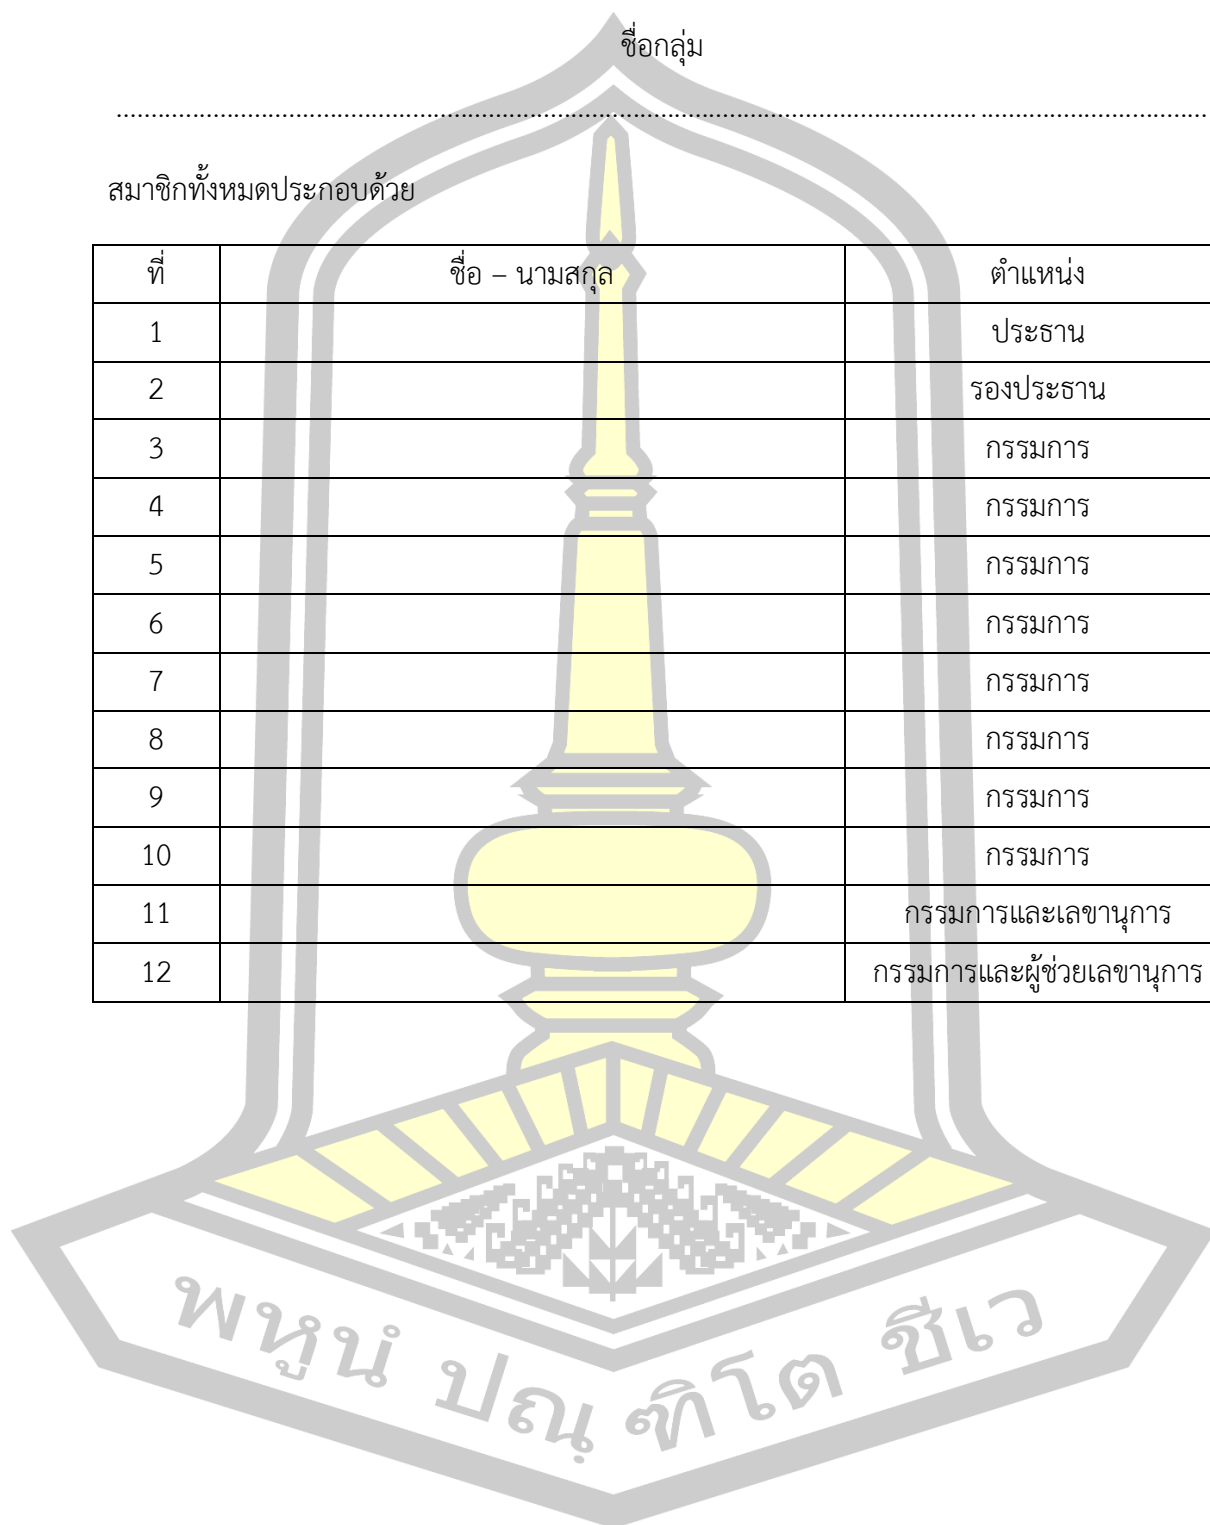 ชื่อกลุ่ม
............................................................................................................................. .................................
สมาชิกทั้งหมดประกอบด้วย
ที่ ชื่อ – นามสกุล ตำแหน่ง
1 ประธาน
2 รองประธาน
3 กรรมการ
4 กรรมการ
5 กรรมการ
6 กรรมการ
7 กรรมการ
8 กรรมการ
9 กรรมการ
10 กรรมการ
11 กรรมการและเลขานุการ
12 กรรมการและผู้ช่วยเลขานุการ
พหูนํ ปณฺฑิโต ชีเว